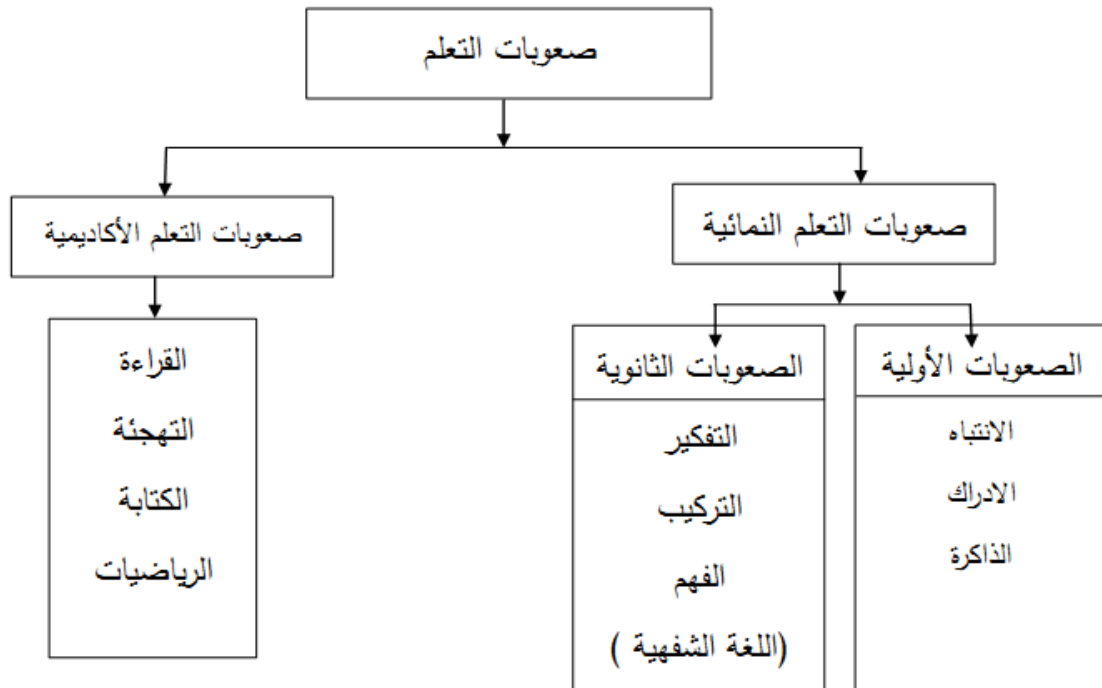 صعوبات التعلم
صعوبات التعلم النمائية
صعوبات التعلم الأكاديمية
الصعوبات الأولية
الانتباه
الادراك
الذاكرة
الصعوبات الثانوية
التفكير
التركيب
الفهم
(اللغة الشفهية )
القراءة
التهجئة
الكتابة
الرياضيات